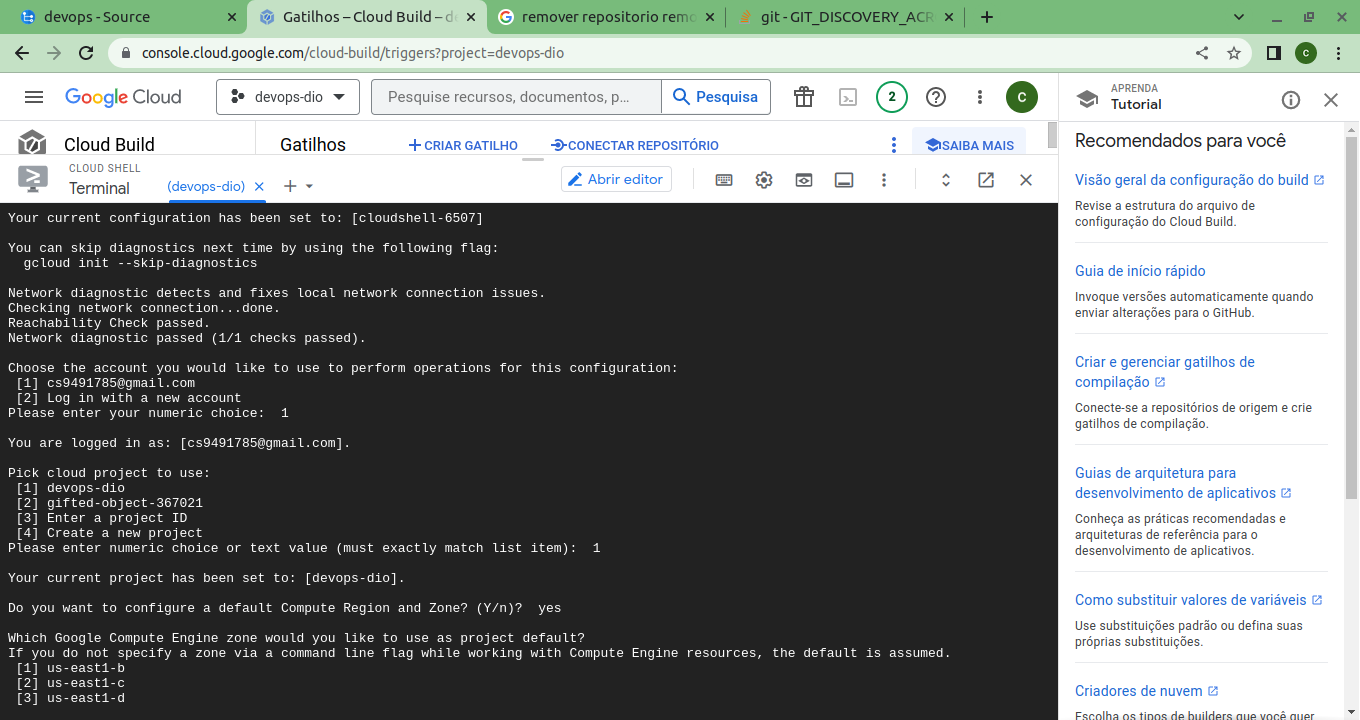 devops - Source
Gatilhos – Cloud Build – de
remover repositorio remo
git - GIT_DISCOVERY_ACR
console.cloud.google.com/cloud-build/triggers?project=devops-dio
C
Google Cloud
devops-dio
Pesquise recursos, documentos, p...
Pesquisa
2
C
APRENDA
Tutorial
Cloud Build
Gatilhos
CRIAR GATILHO
CONECTAR REPOSITÓRIO
SAIBA MAIS
CLOUD SHELL
Terminal
(devops-dio)
Abrir editor
Your current configuration has been set to: [cloudshell-6507]
You can skip diagnostics next time by using the following flag:
gcloud init --skip-diagnostics
Network diagnostic detects and fixes local network connection issues.
Checking network connection...done.
Reachability Check passed.
Network diagnostic passed (1/1 checks passed).
Choose the account you would like to use to perform operations for this configuration:
[1] cs9491785@gmail.com
[2] Log in with a new account
Please enter your numeric choice:  1
You are logged in as: [cs9491785@gmail.com].
Pick cloud project to use:
[1] devops-dio
[2] gifted-object-367021
[3] Enter a project ID
[4] Create a new project
Please enter numeric choice or text value (must exactly match list item):  1
Your current project has been set to: [devops-dio].
Do you want to configure a default Compute Region and Zone? (Y/n)?  yes
Which Google Compute Engine zone would you like to use as project default?
If you do not specify a zone via a command line flag while working with Compute Engine resources, the default is assumed.
[1] us-east1-b
[2] us-east1-c
[3] us-east1-d
Recomendados para você
Visão geral da configuração do build
Revise a estrutura do arquivo de
configuração do Cloud Build.
Guia de início rápido
Invoque versões automaticamente quando
enviar alterações para o GitHub.
Criar e gerenciar gatilhos de
compilação
Conecte-se a repositórios de origem e crie
gatilhos de compilação.
Guias de arquitetura para
desenvolvimento de aplicativos
Conheça as práticas recomendadas e
arquiteturas de referência para o
desenvolvimento de aplicativos.
Como substituir valores de variáveis
Use substituições padrão ou defina suas
próprias substituições.
Criadores de nuvem
Escolha os tipos de builders que você quer